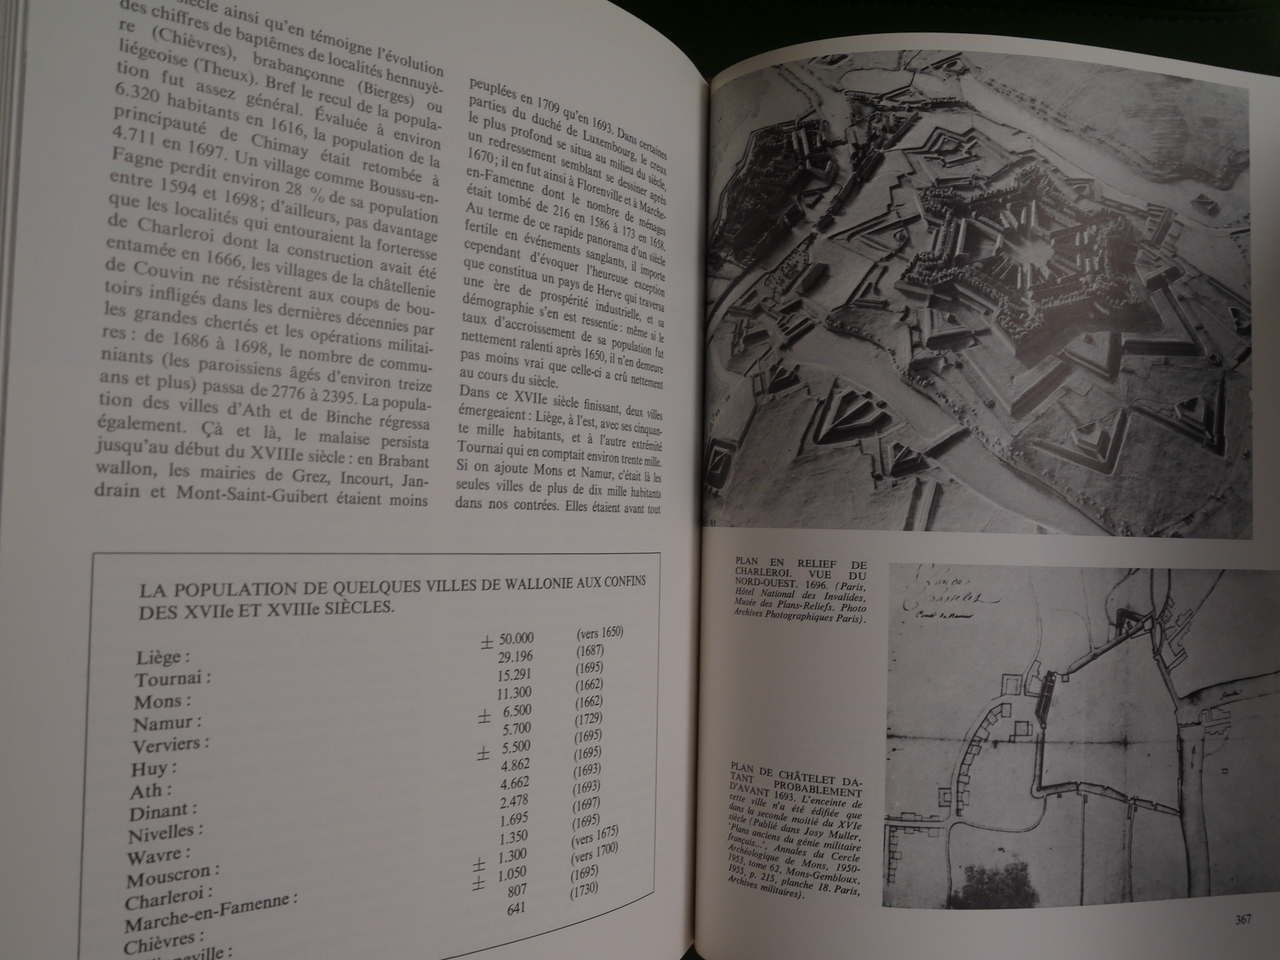 siècle ainsi qu'en témoigne l'évolution
des chiffres de baptêmes de localités hennuyè-
re (Chièvres), brabançonne (Bierges) ou
liégeoise (Theux). Bref le recul de la popula-
tion fut assez général. Évaluée à environ
6.320 habitants en 1616, la population de la
principauté de Chimay était retombée à
4.711 en 1697. Un village comme Boussu-en-
Fagne perdit environ 28 % de sa population
entre 1594 et 1698; d'ailleurs, pas davantage
que les localités qui entouraient la forteresse
de Charleroi dont la construction avait été
entamée en 1666, les villages de la châtellenie
de Couvin ne résistèrent aux coups de bou-
toirs infligés dans les dernières décennies par
les grandes chertés et les opérations militai-
res : de 1686 à 1698, le nombre de commu-
niants (les paroissiens âgés d'environ treize
ans et plus) passa de 2776 à 2395. La popula-
tion des villes d'Ath et de Binche régressa
également. Çà et là, le malaise persista
jusqu'au début du XVIIIe siècle : en Brabant
wallon, les mairies de Grez, Incourt, Jan-
drain et Mont-Saint-Guibert étaient moins
peuplées en 1709 qu'en 1693. Dans certaines
parties du duché de Luxembourg, le creux
le plus profond se situa au milieu du siècle,
un redressement semblant se dessiner après
1670; il en fut ainsi à Florenville et à Marche-
en-Famenne dont le nombre de ménages
était tombé de 216 en 1586 à 173 en 1658.
Au terme de ce rapide panorama d'un siècle
fertile en événements sanglants, il importe
cependant d'évoquer l'heureuse exception
que constitua un pays de Herve qui traversa
une ère de prospérité industrielle, et sa
démographie s'en est ressentie : même si le
taux d'accroissement de sa population fut
nettement ralenti après 1650, il n'en demeure
pas moins vrai que celle-ci a crû nettement
au cours du siècle.
Dans ce XVIIe siècle finissant, deux villes
émergeaient : Liège, à l'est, avec ses cinquan-
te mille habitants, et à l'autre extrémité
Tournai qui en comptait environ trente mille.
Si on ajoute Mons et Namur, c'était là les
seules villes de plus de dix mille habitants
dans nos contrées. Elles étaient avant tout
LA POPULATION DE QUELQUES VILLES DE WALLONIE AUX CONFINS
DES XVIIe ET XVIIIe SIÈCLES.
Liège : ± 50.000 (vers 1650)
Tournai : 29.196 (1687)
Mons : 15.291 (1695)
Namur : 11.300 (1662)
Verviers : ± 6.500 (1662)
Huy : 5.700 (1729)
Ath : ± 5.500 (1695)
Dinant : 4.862 (1695)
Nivelles : 4.662 (1693)
Wavre : 2.478 (1693)
Mouscron : 1.695 (1697)
Charleroi : 1.350 (1695)
Marche-en-Famenne : ± 1.300 (vers 1675)
Chièvres : ± 1.050 (vers 1700)
807 (1695)
641 (1730)
PLAN EN RELIEF DE
CHARLEROI. VUE DU
NORD-OUEST. 1696. (Paris,
Hôtel National des Invalides,
Musée des Plans-Reliefs. Photo
Archives Photographiques Paris).
PLAN DE CHÂTELET DA-
TANT PROBABLEMENT
D'AVANT 1693. L'enceinte de
cette ville n'a été édifiée que
dans la seconde moitié du XVIe
siècle (Publié dans Josy Muller,
'Plans anciens du génie militaire
français...', Annales du Cercle
Archéologique de Mons, 1950-
1953, tome 62, Mons-Gembloux,
1955, p. 215, planche 18. Paris,
Archives militaires).
367